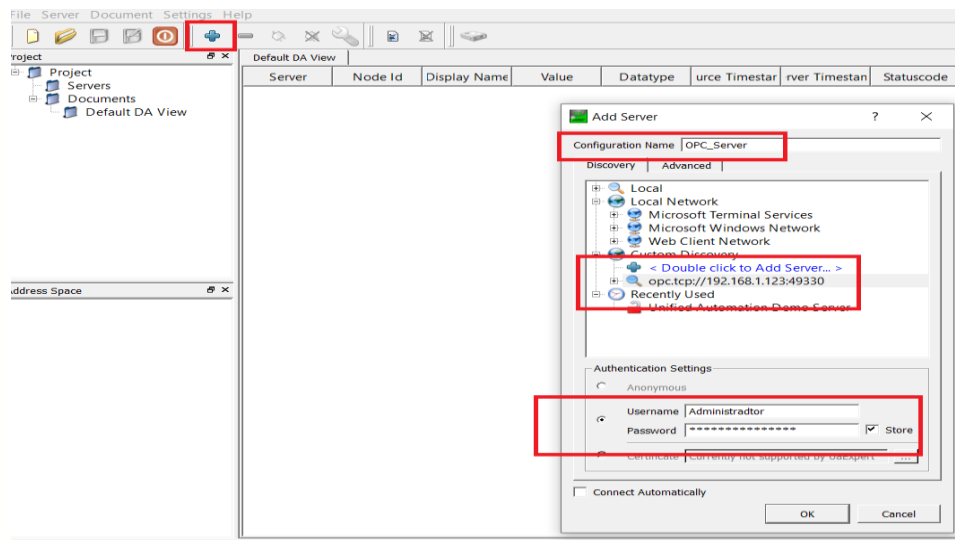 File Server Document Settings Help
Project
Project
Servers
Documents
Default DA View
Address Space
Default DA View
Server Node Id Display Name Value Datatype urce Timestar rver Timestan Statuscode
Add Server ? ×
Configuration Name OPC_Server
Discovery Advanced
Local
Local Network
Microsoft Terminal Services
Microsoft Windows Network
Web Client Network
Custom Discovery
< Double click to Add Server... >
opc.tcp://192.168.1.123:49330
Recently Used
Unified Automation Demo Server
Authentication Settings
Anonymous
Username Administradtor
Password ***************
Store
Certificate Currently not supported by UaExpert ...
Connect Automatically
OK Cancel